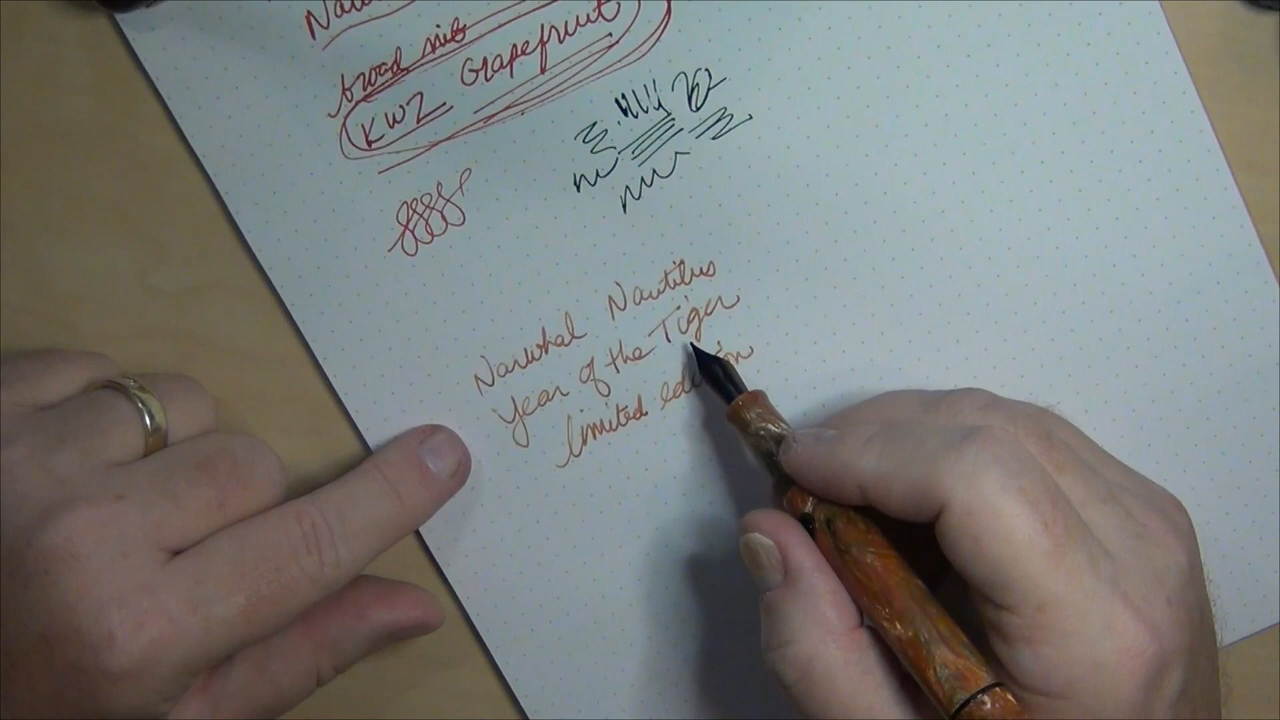 broad nib
KWZ Grapefruit
Narwhal Nautilus
Year of the Tiger
limited edition